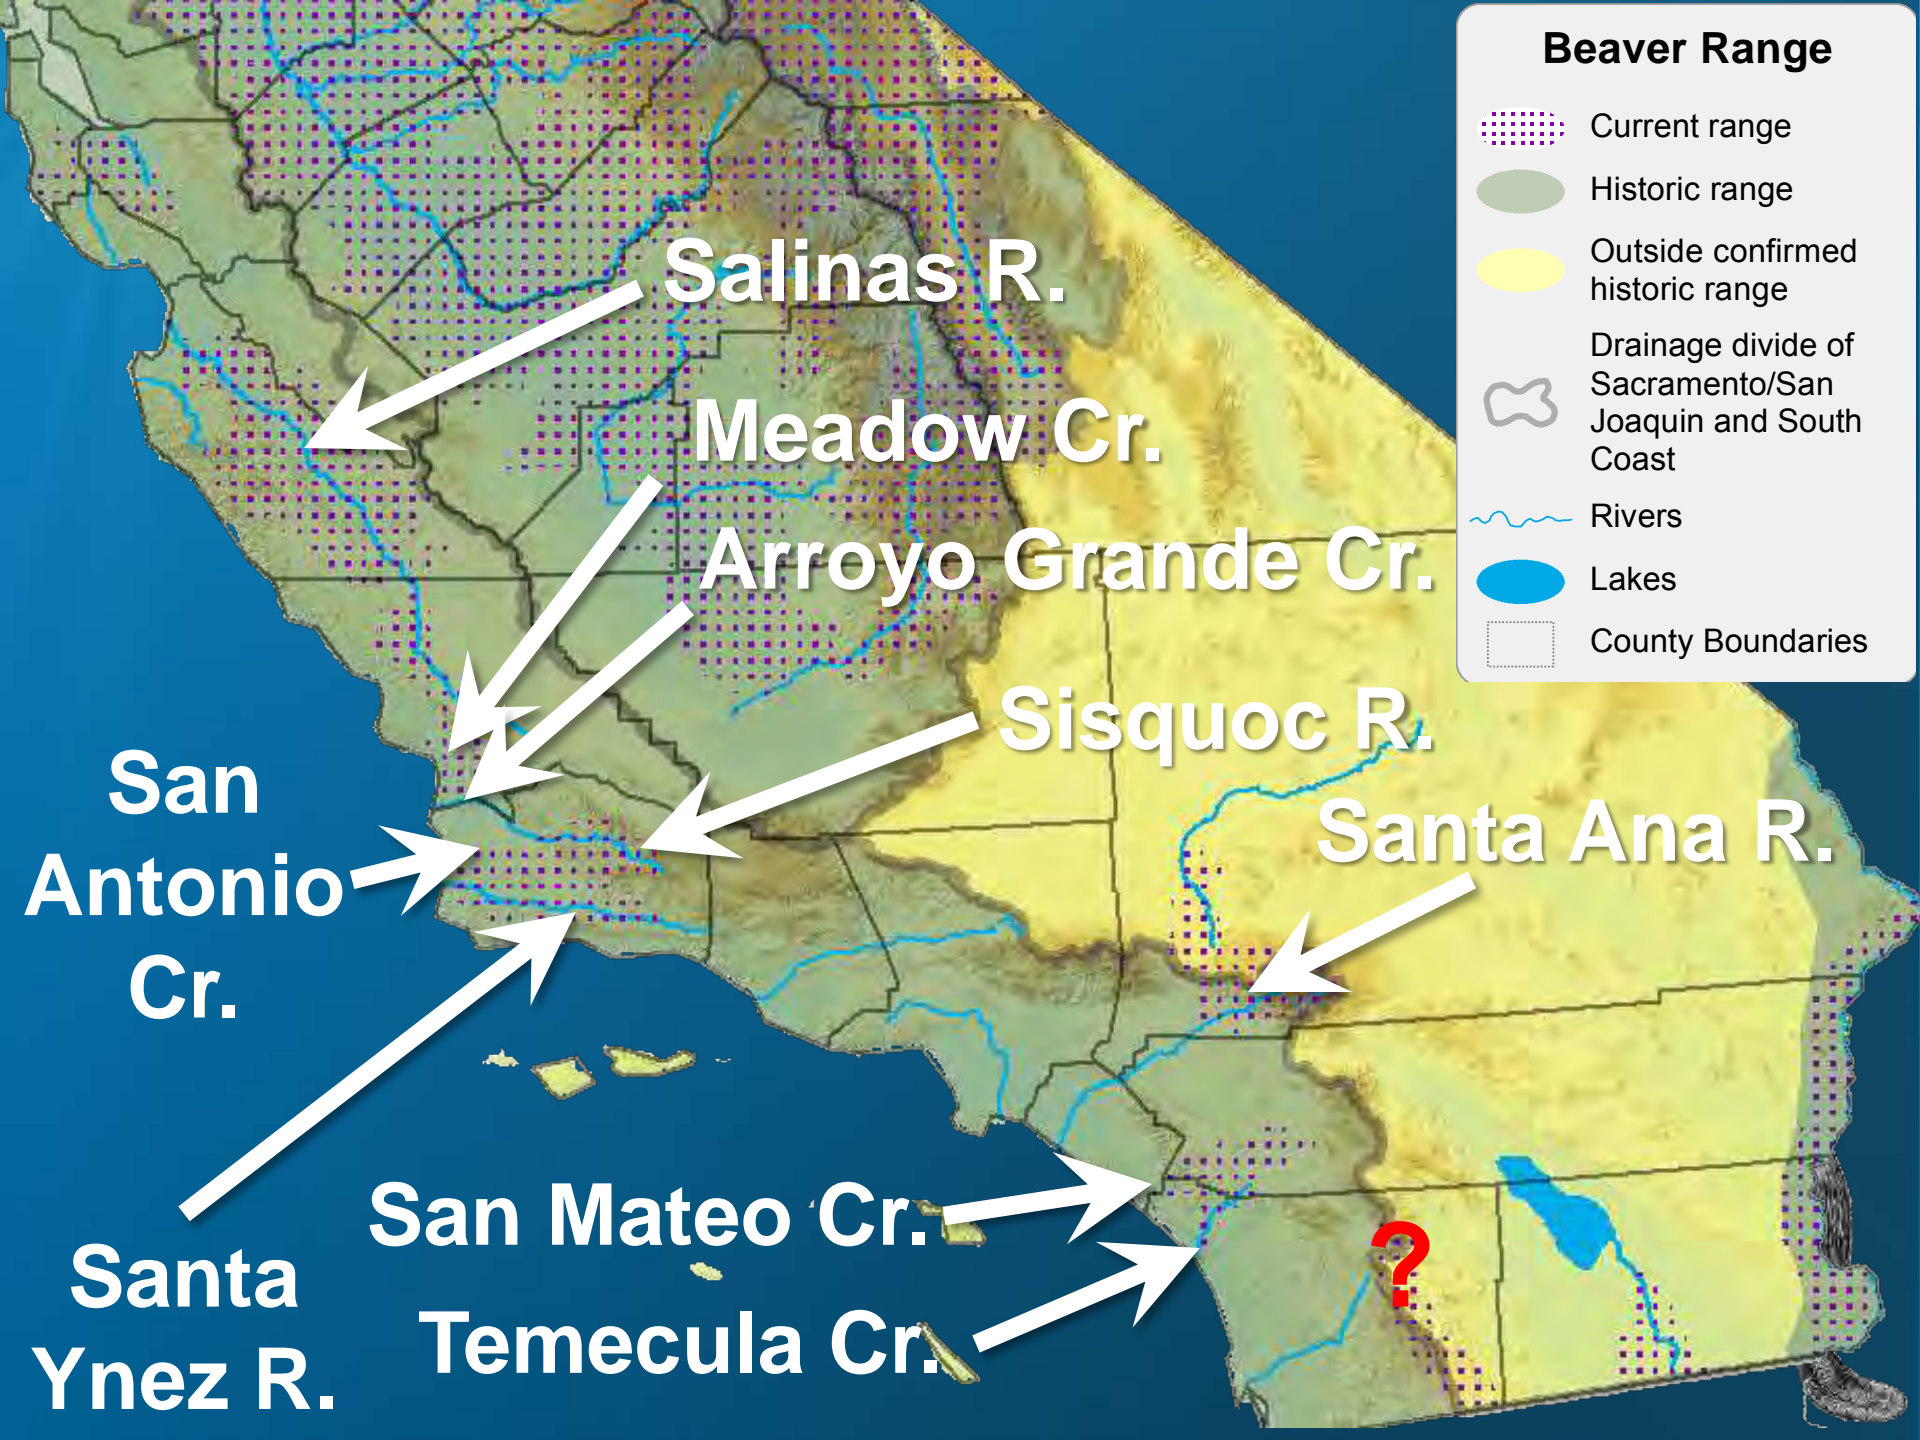 Beaver Range
Current range
Historic range
Outside confirmed
historic range
Drainage divide of
Sacramento/San
Joaquin and South
Coast
Rivers
Lakes
County Boundaries
Salinas R.
Meadow Cr.
Arroyo Grande Cr.
Sisquoc R.
Santa Ana R.
San
Antonio
Cr.
Santa
Ynez R.
San Mateo Cr.
Temecula Cr.
?